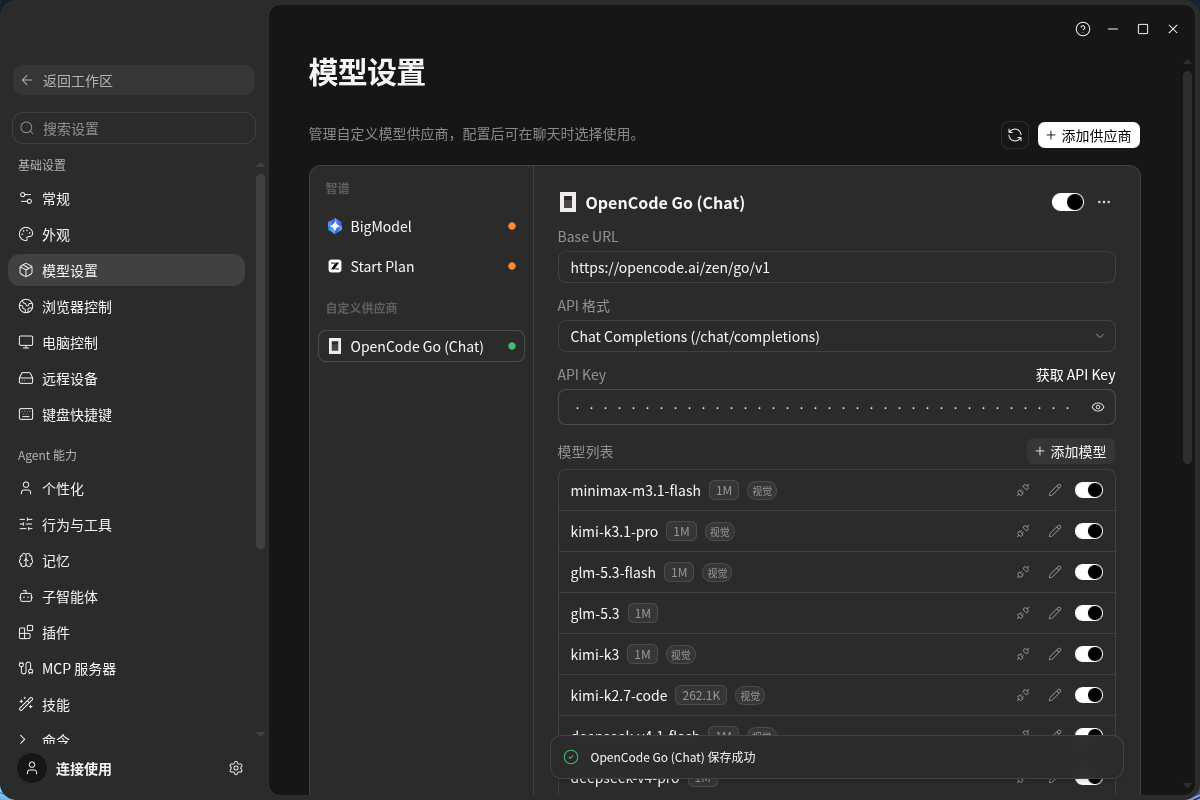 返回工作区
搜索设置
基础设置
常规
外观
模型设置
浏览器控制
电脑控制
远程设备
键盘快捷键
Agent 能力
个性化
行为与工具
记忆
子智能体
插件
MCP 服务器
技能
命令
连接使用
模型设置
管理自定义模型供应商，配置后可在聊天时选择使用。
添加供应商
智谱
BigModel
Start Plan
自定义供应商
OpenCode Go (Chat)
OpenCode Go (Chat)
Base URL
https://opencode.ai/zen/go/v1
API 格式
Chat Completions (/chat/completions)
API Key 获取 API Key
模型列表 添加模型
minimax-m3.1-flash 1M 视觉
kimi-k3.1-pro 1M 视觉
glm-5.3-flash 1M 视觉
glm-5.3 1M
kimi-k3 1M 视觉
kimi-k2.7-code 262.1K 视觉
deepseek-v4.1-flash 1M 视觉
OpenCode Go (Chat) 保存成功
deepseek-v4-pro 1M